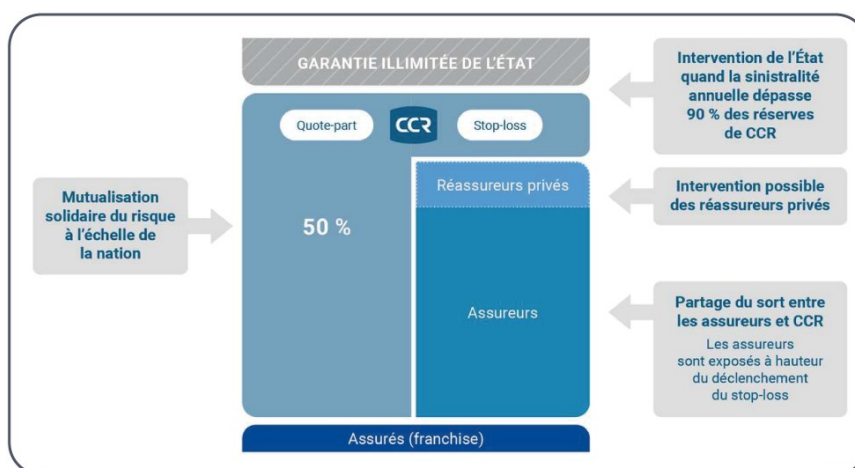 GARANTIE ILLIMITÉE DE L'ÉTAT
Quote-part
CCR
Stop-loss
Réassureurs privés
50 %
Assureurs
Assurés (franchise)
Mutualisation
solidaire du risque
à l'échelle de
la nation
Intervention de l'État
quand la sinistralité
annuelle dépasse
90 % des réserves
de CCR
Intervention possible
des réassureurs privés
Partage du sort entre
les assureurs et CCR
Les assureurs
sont exposés à hauteur
du déclenchement
du stop-loss